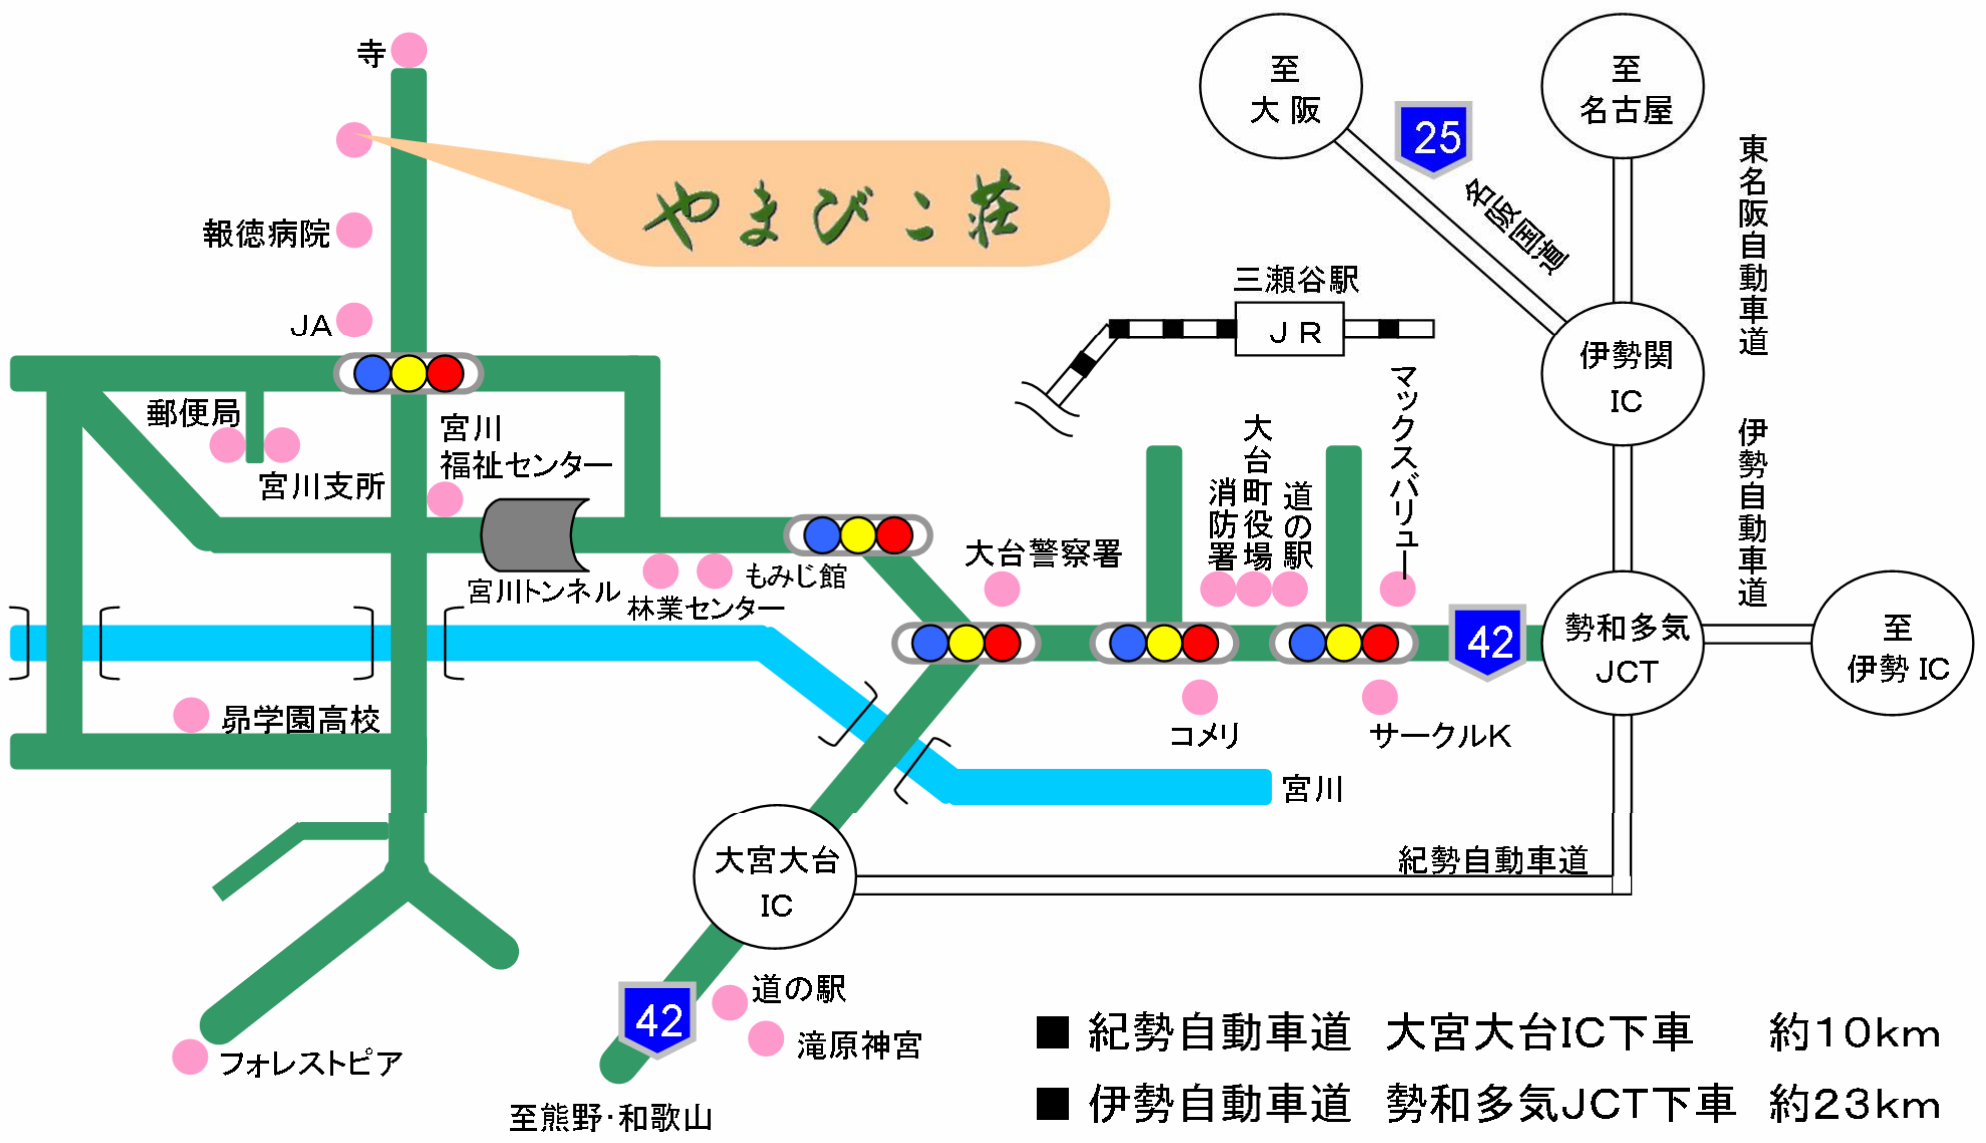 寺
やまびこ荘
報徳病院
JA
郵便局
宮川支所
宮川
福祉センター
宮川トンネル
林業センター
もみじ館
昴学園高校
フォレストピア
至
大阪
25
名阪国道
至
名古屋
東名阪自動車道
伊勢関
IC
伊勢自動車道
三瀬谷駅
JR
マックスバリュー
道の駅
大台町役場
消防署
大台警察署
42
勢和多気
JCT
至
伊勢IC
コメリ
サークルK
宮川
紀勢自動車道
大宮大台
IC
42
道の駅
滝原神宮
至熊野・和歌山
■ 紀勢自動車道 大宮大台IC下車 約10km
■ 伊勢自動車道 勢和多気JCT下車 約23km